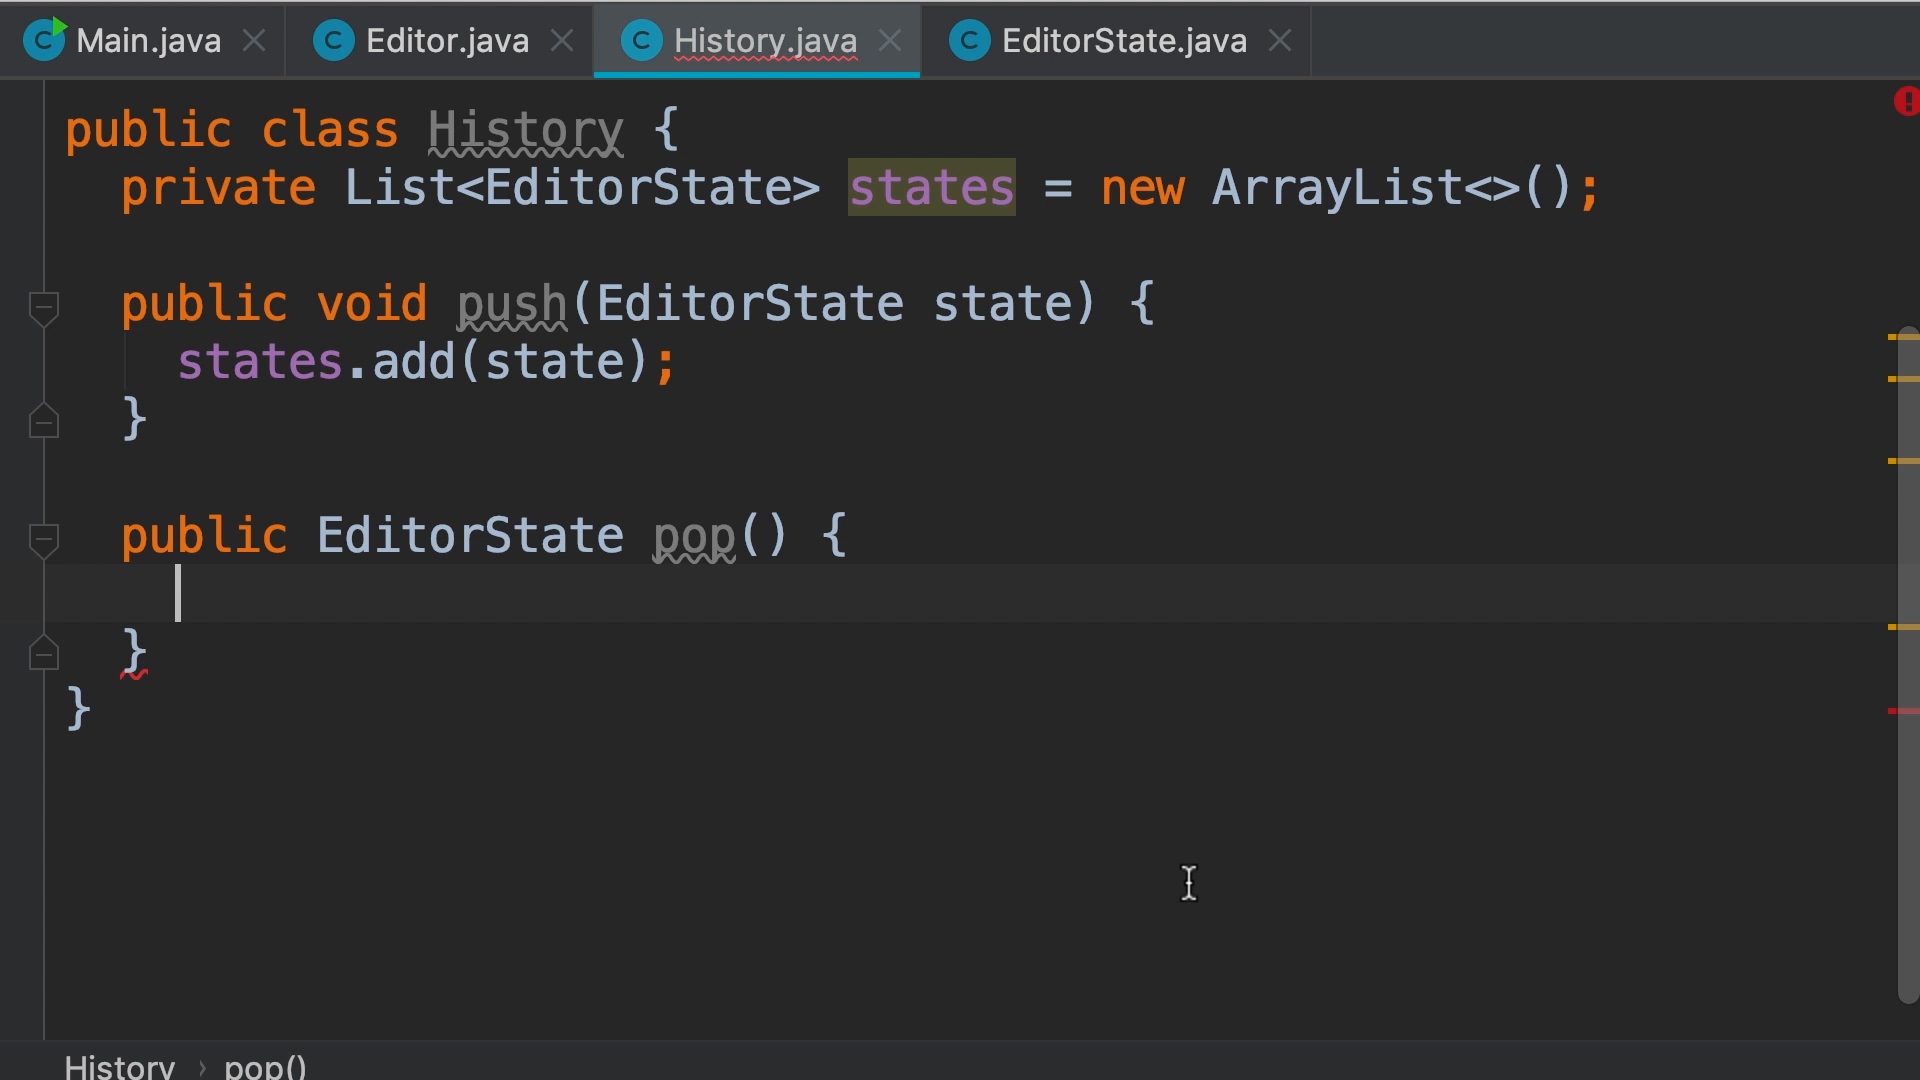 Main.java Editor.java History.java EditorState.java
public class History {
private List<EditorState> states = new ArrayList<>();
public void push(EditorState state) {
states.add(state);
}
public EditorState pop() {
}
}
History › pop()